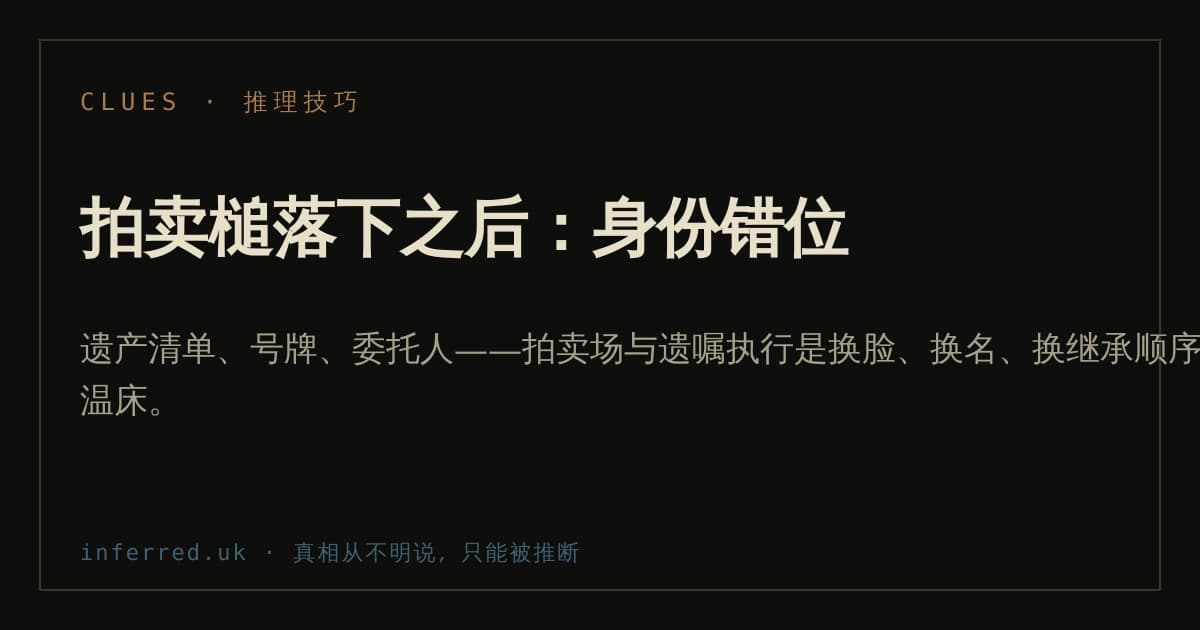 CLUES · 推理技巧
拍卖槌落下之后：身份错位
遗产清单、号牌、委托人——拍卖场与遗嘱执行是换脸、换名、换继承顺序
温床。
inferred.uk · 真相从不明说，只能被推断